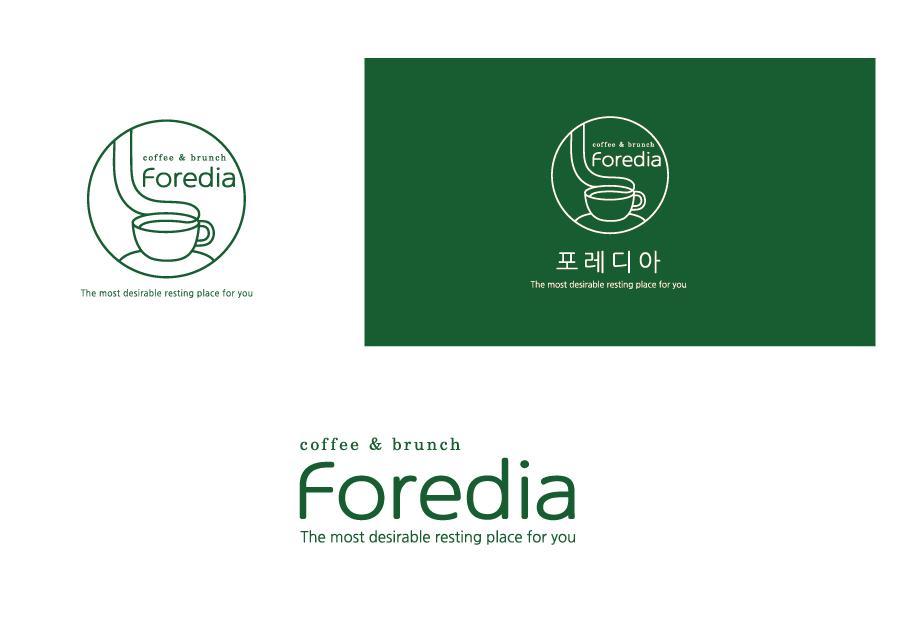 coffee & brunch
Foredia
The most desirable resting place for you
coffee & brunch
Foredia
포레디아
The most desirable resting place for you
coffee & brunch
Foredia
The most desirable resting place for you